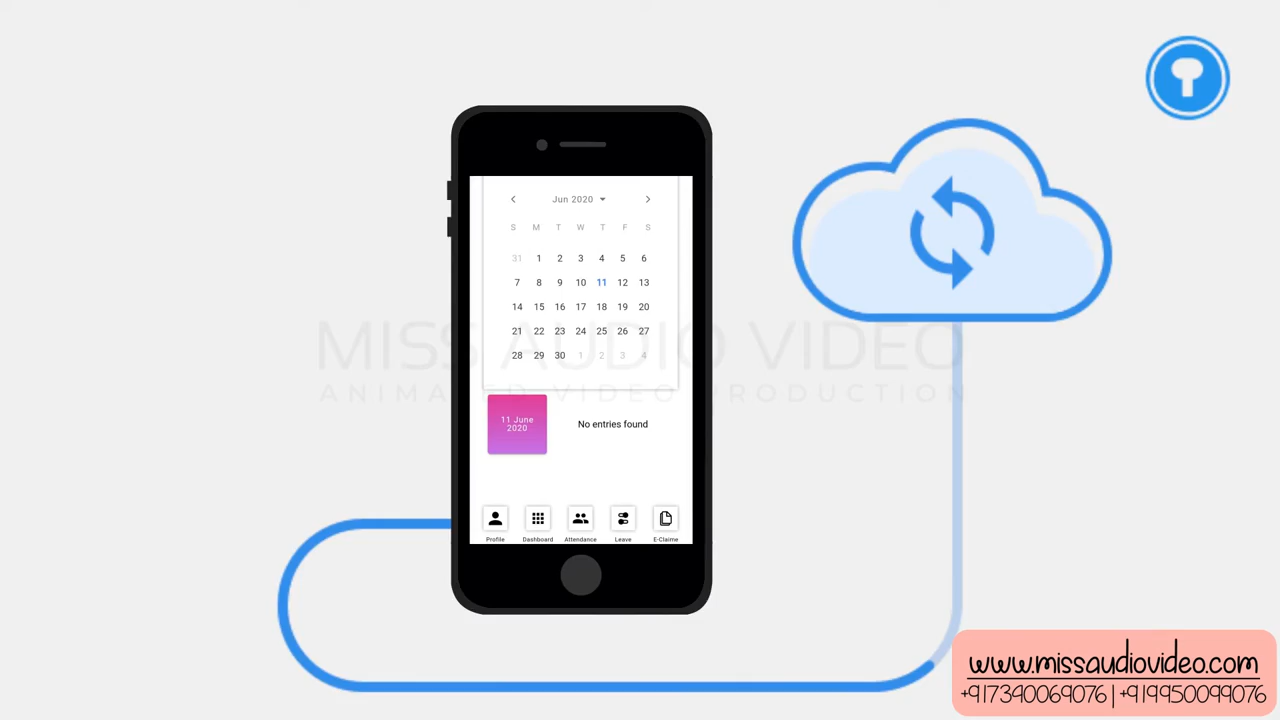 Jun 2020
S M T W T F S
31 1 2 3 4 5 6
7 8 9 10 11 12 13
14 15 16 17 18 19 20
21 22 23 24 25 26 27
28 29 30 1 2 3 4
MISS AUDIO VIDEO
ANIMATED VIDEO PRODUCTION
11 June
2020
No entries found
Profile Dashboard Attendance Leave E-Claime
www.missaudiovideo.com
+917390069076 | +919950099076